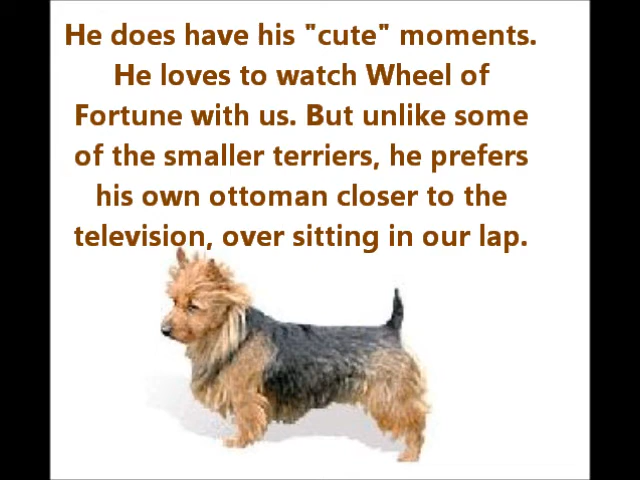 He does have his "cute" moments.
He loves to watch Wheel of
Fortune with us. But unlike some
of the smaller terriers, he prefers
his own ottoman closer to the
television, over sitting in our lap.